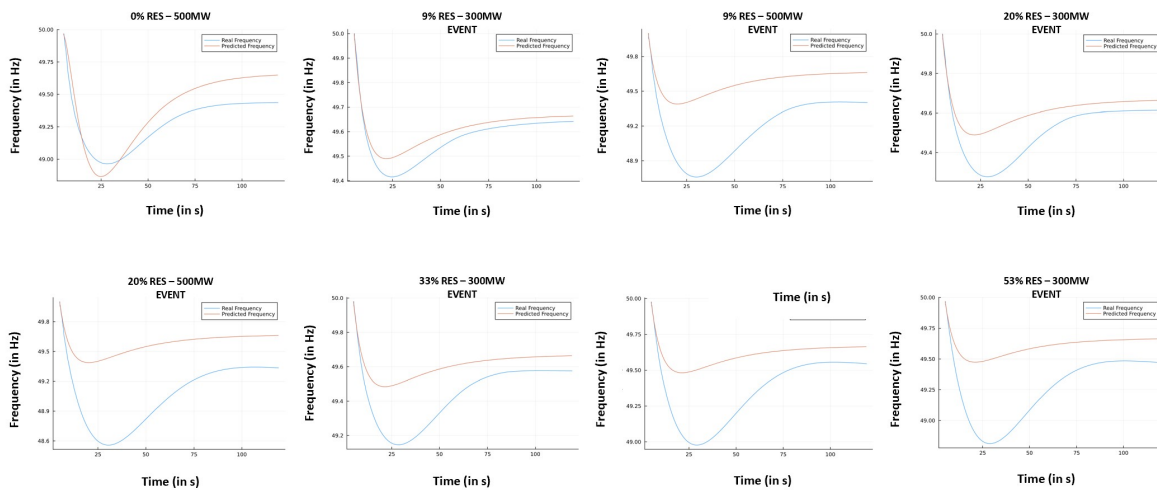 0% RES – 500MW
Real Frequency
Predicted Frequency
50.00
49.75
49.50
49.25
49.00
25
50
75
100
Frequency (in Hz)
Time (in s)
9% RES – 300MW
EVENT
Real Frequency
Predicted Frequency
50.0
49.9
49.8
49.7
49.6
49.5
49.4
25
50
75
100
Frequency (in Hz)
Time (in s)
9% RES – 500MW
EVENT
Real Frequency
Predicted Frequency
49.8
49.5
49.2
48.9
25
50
75
100
Frequency (in Hz)
Time (in s)
20% RES – 300MW
EVENT
Real Frequency
Predicted Frequency
50.0
49.8
49.6
49.4
25
50
75
100
Frequency (in Hz)
Time (in s)
20% RES – 500MW
EVENT
Real Frequency
Predicted Frequency
49.8
49.5
49.2
48.9
48.6
25
50
75
100
Frequency (in Hz)
Time (in s)
33% RES – 300MW
EVENT
Real Frequency
Predicted Frequency
50.0
49.8
49.6
49.4
49.2
25
50
75
100
Frequency (in Hz)
Time (in s)
Time (in s)
50.00
49.75
49.50
49.25
49.00
25
50
75
100
Frequency (in Hz)
Time (in s)
53% RES – 300MW
EVENT
Real Frequency
Predicted Frequency
50.00
49.75
49.50
49.25
49.00
25
50
75
100
Frequency (in Hz)
Time (in s)